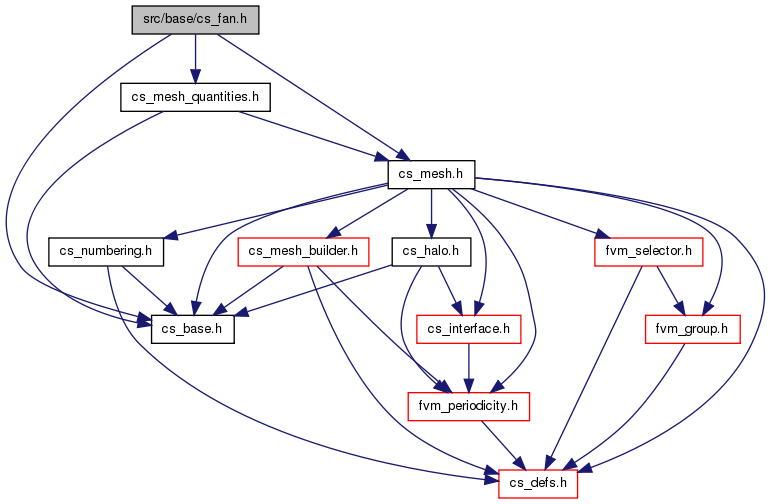 src/base/cs_fan.h
cs_mesh_quantities.h
cs_mesh.h
cs_numbering.h
cs_mesh_builder.h
cs_halo.h
fvm_selector.h
cs_base.h
cs_interface.h
fvm_group.h
fvm_periodicity.h
cs_defs.h